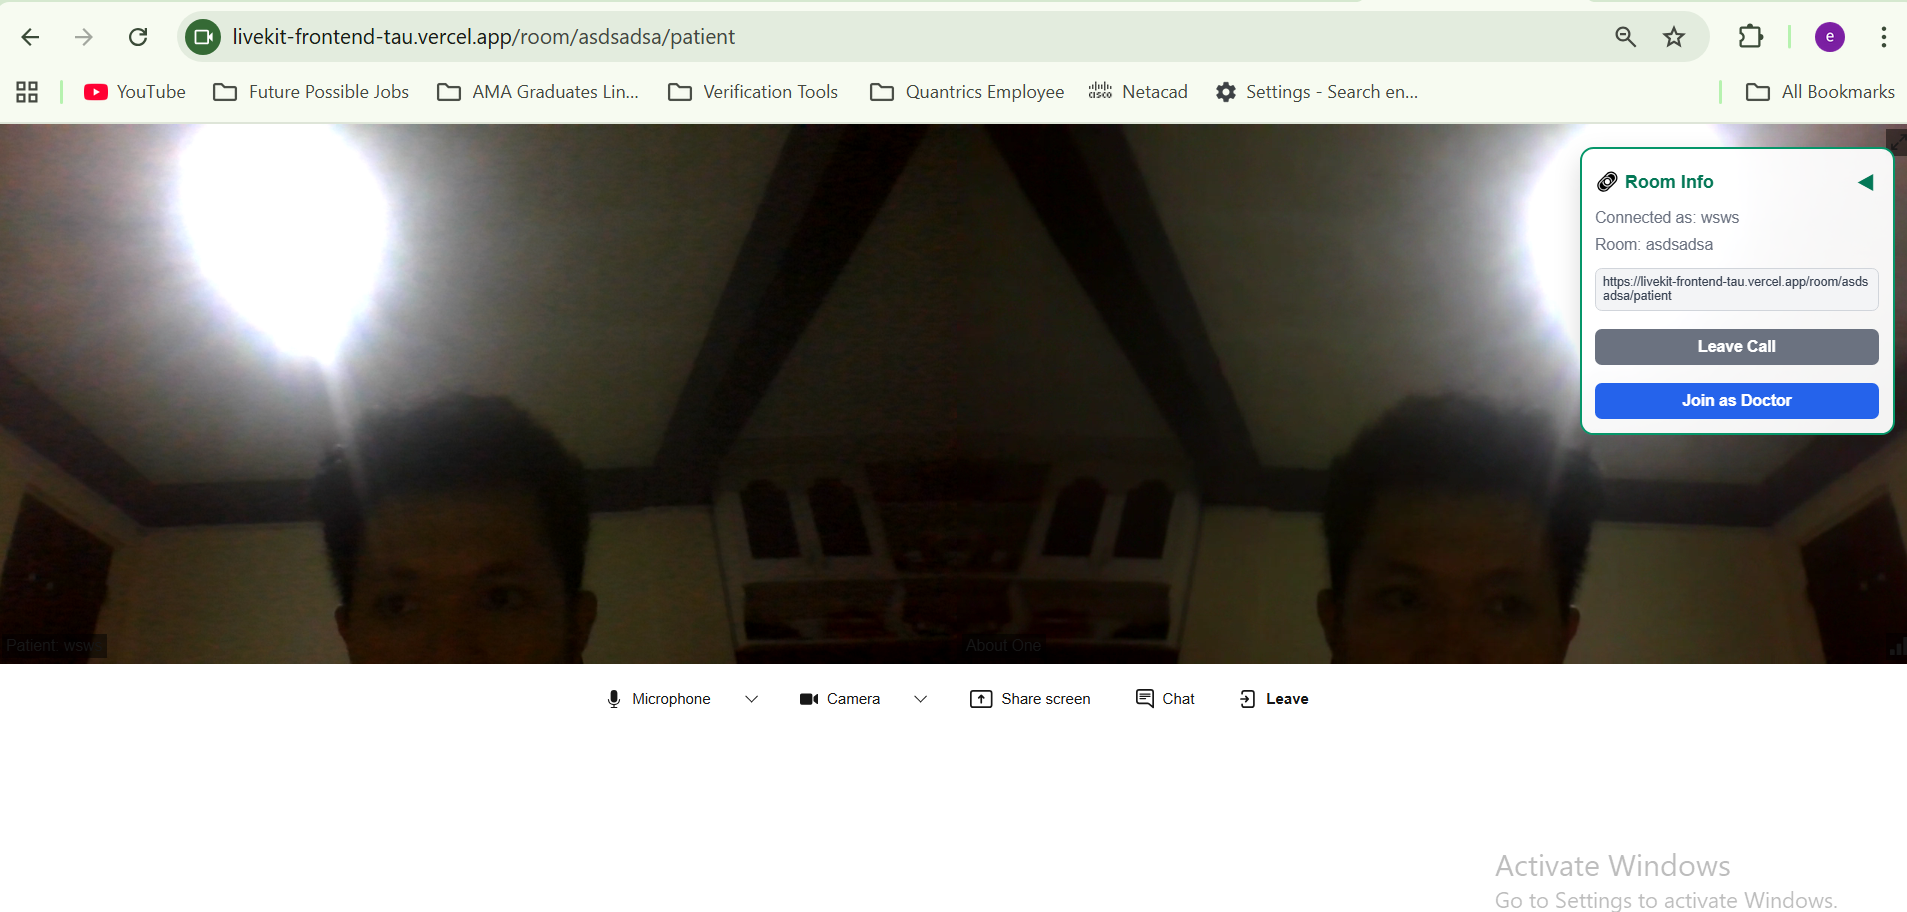 livekit-frontend-tau.vercel.app/room/asdsadsa/patient
e
YouTube
Future Possible Jobs
AMA Graduates Lin...
Verification Tools
Quantrics Employee
cisco
Netacad
Settings - Search en...
All Bookmarks
Room Info
Connected as: wsws
Room: asdsadsa
https://livekit-frontend-tau.vercel.app/room/asds
adsa/patient
Leave Call
Join as Doctor
Patient: wsw
About One
Microphone
Camera
Share screen
Chat
Leave
Activate Windows
Go to Settings to activate Windows.